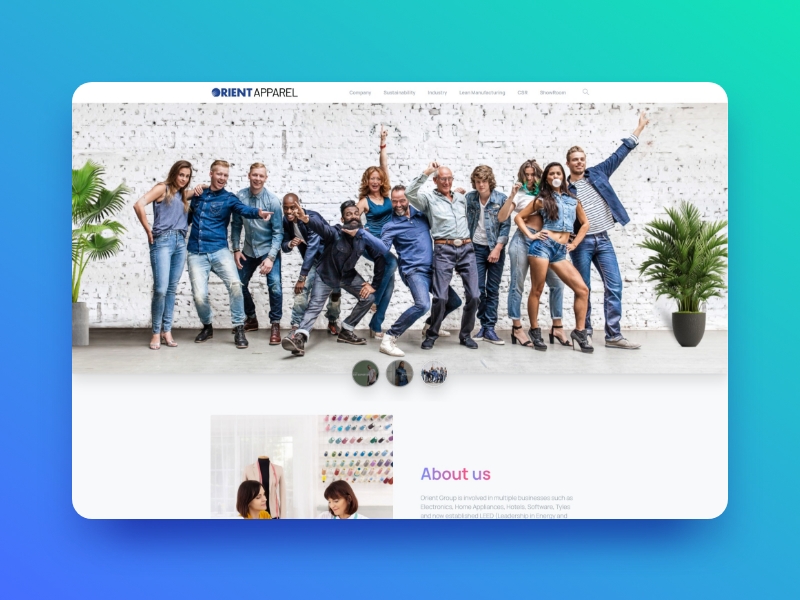 ORIENT APPAREL
Company Sustainability Industry Lean Manufacturing CSR ShowRoom
About us
Orient Group is involved in multiple businesses such as
Electronics, Home Appliances, Hotels, Software, Tyles
and now established LEED (Leadership in Energy and